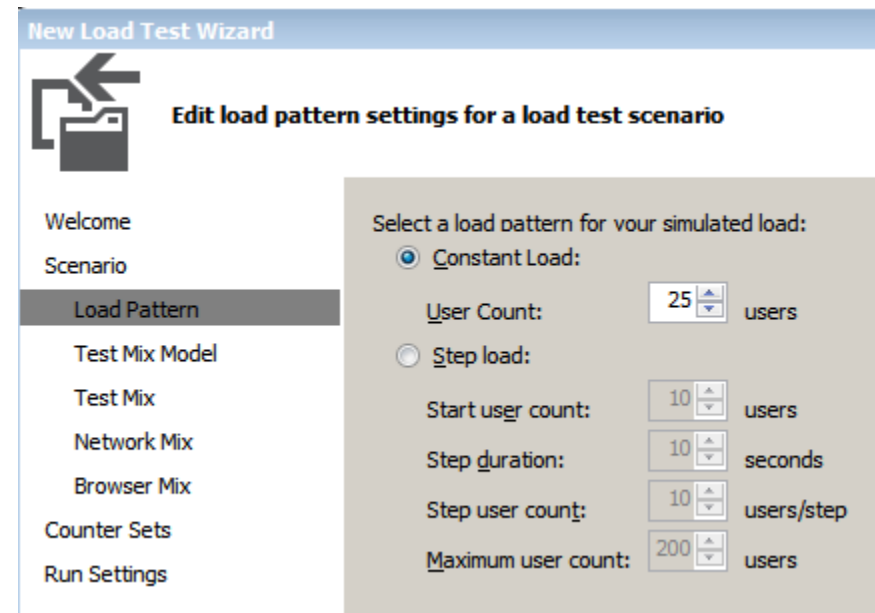 New Load Test Wizard
Edit load pattern settings for a load test scenario
Welcome
Scenario
Load Pattern
Test Mix Model
Test Mix
Network Mix
Browser Mix
Counter Sets
Run Settings
Select a load pattern for your simulated load:
Constant Load:
User Count: 25 users
Step load:
Start user count: 10 users
Step duration: 10 seconds
Step user count: 10 users/step
Maximum user count: 200 users